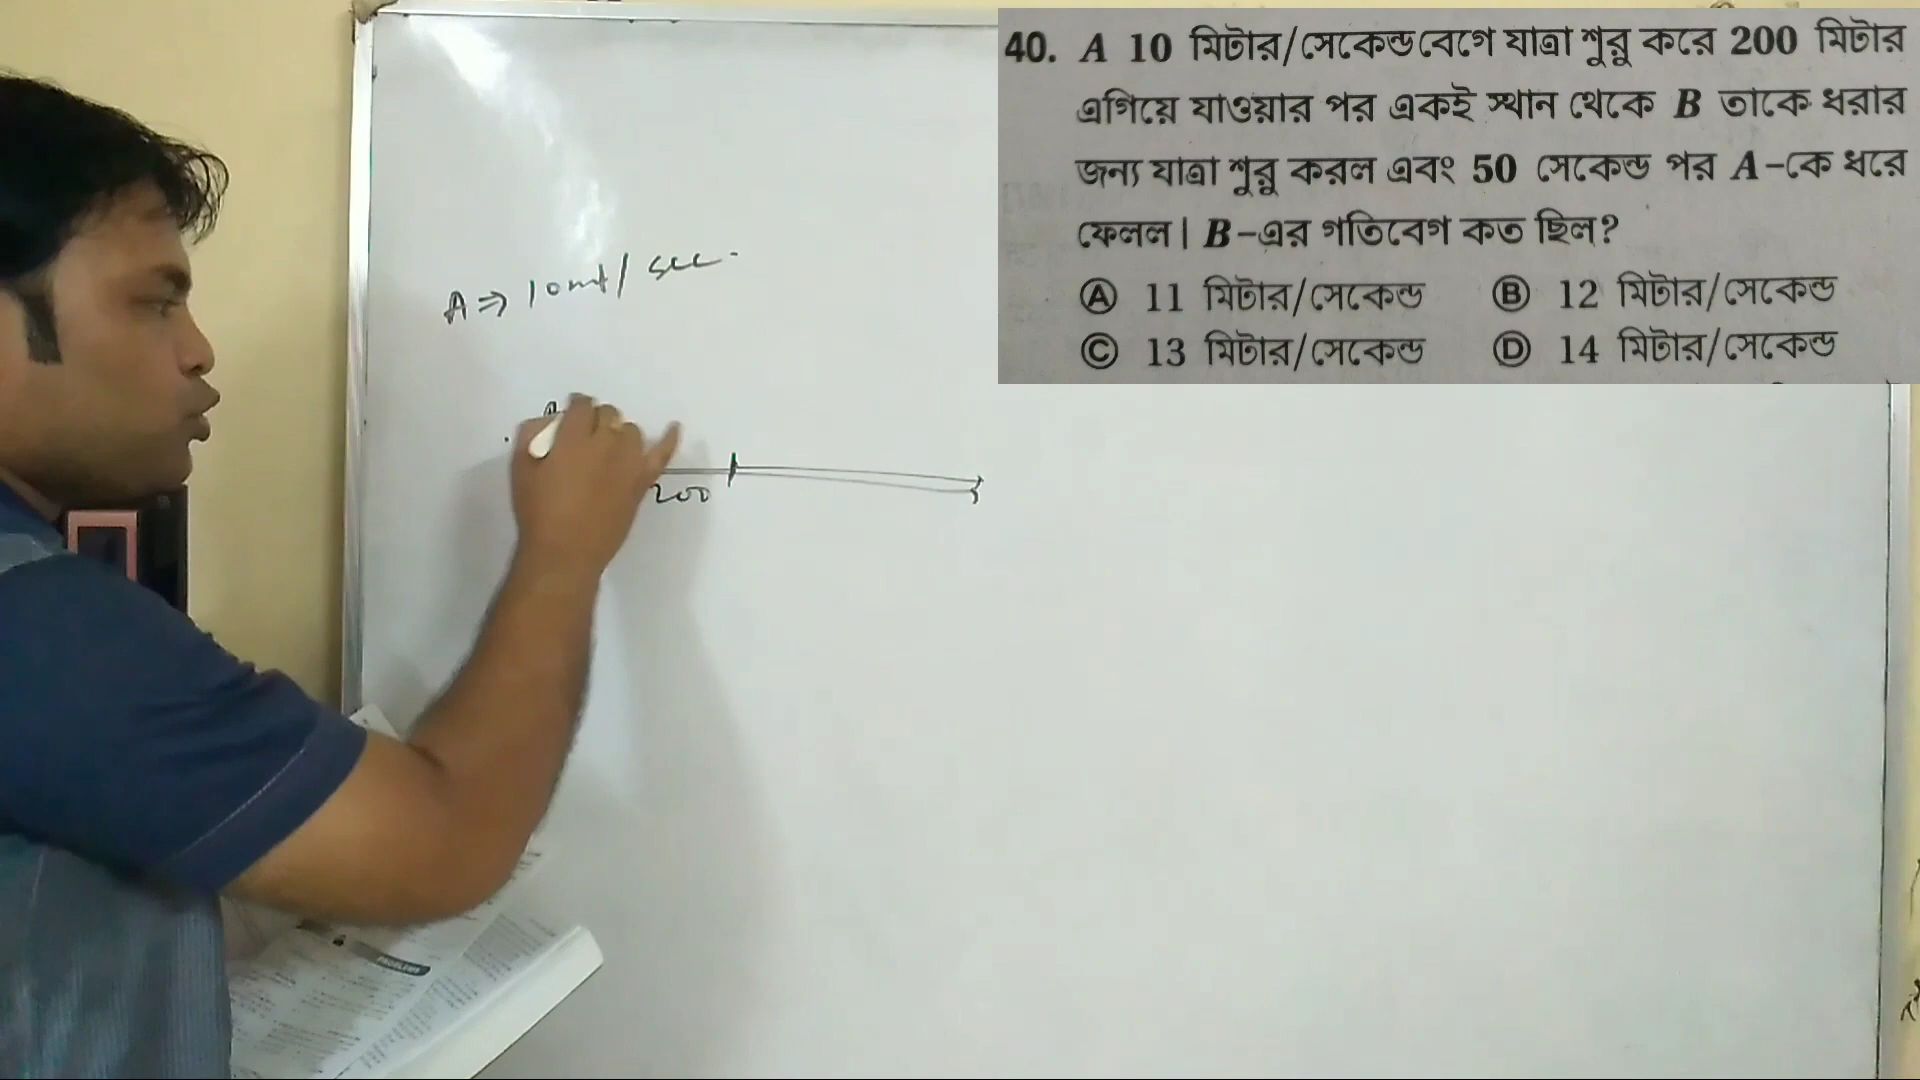 40. A 10 মিটার/সেকেন্ড বেগে যাত্রা শুরু করে 200 মিটার
এগিয়ে যাওয়ার পর একই স্থান থেকে B তাকে ধরার
জন্য যাত্রা শুরু করল এবং 50 সেকেন্ড পর A-কে ধরে
ফেলল। B-এর গতিবেগ কত ছিল?
Ⓐ 11 মিটার/সেকেন্ড Ⓑ 12 মিটার/সেকেন্ড
Ⓒ 13 মিটার/সেকেন্ড Ⓓ 14 মিটার/সেকেন্ড
A ⇒ 10 mt/sec.
200
PROBLEMS